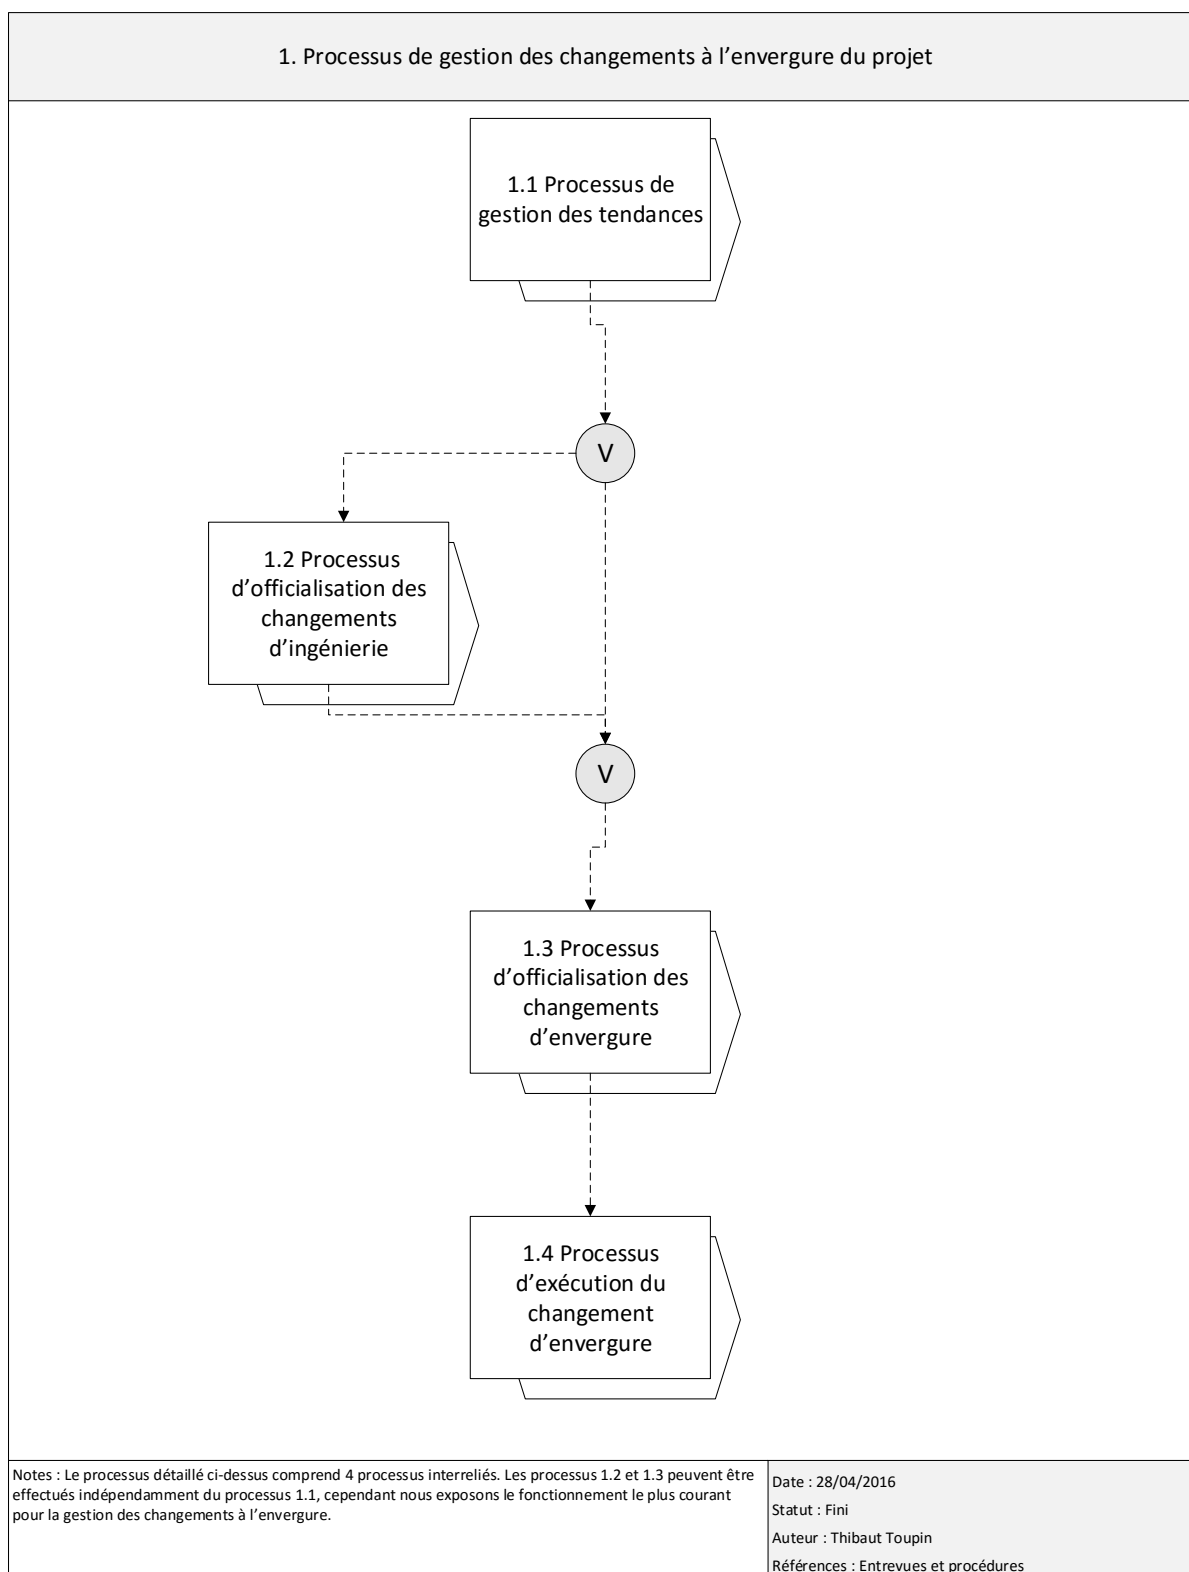 1. Processus de gestion des changements à l’envergure du projet
1.1 Processus de
gestion des tendances
V
1.2 Processus
d’officialisation des
changements
d’ingénierie
V
1.3 Processus
d’officialisation des
changements
d’envergure
1.4 Processus
d’exécution du
changement
d’envergure
Notes : Le processus détaillé ci-dessus comprend 4 processus interreliés. Les processus 1.2 et 1.3 peuvent être
effectués indépendamment du processus 1.1, cependant nous exposons le fonctionnement le plus courant
pour la gestion des changements à l’envergure.
Date : 28/04/2016
Statut : Fini
Auteur : Thibaut Toupin
Références : Entrevues et procédures